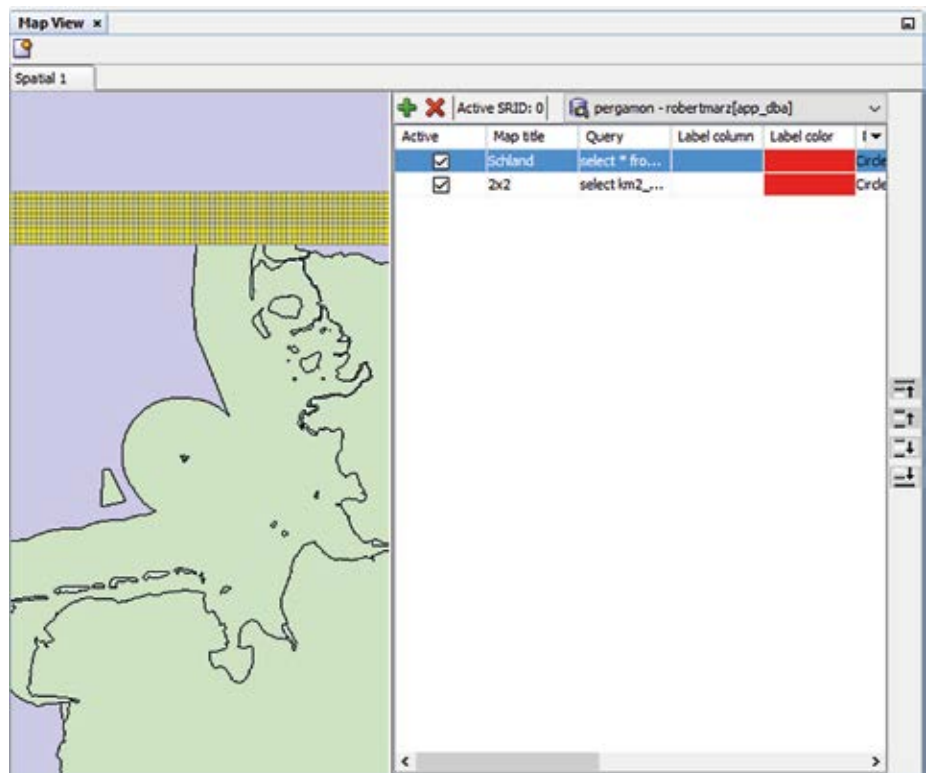 Map View ×
Spatial 1
Active SRID: 0
pergamon - robertmarz[app_dba]
Active Map title Query Label column Label color
Schland select * fro... Circle
2x2 select km2_... Circle